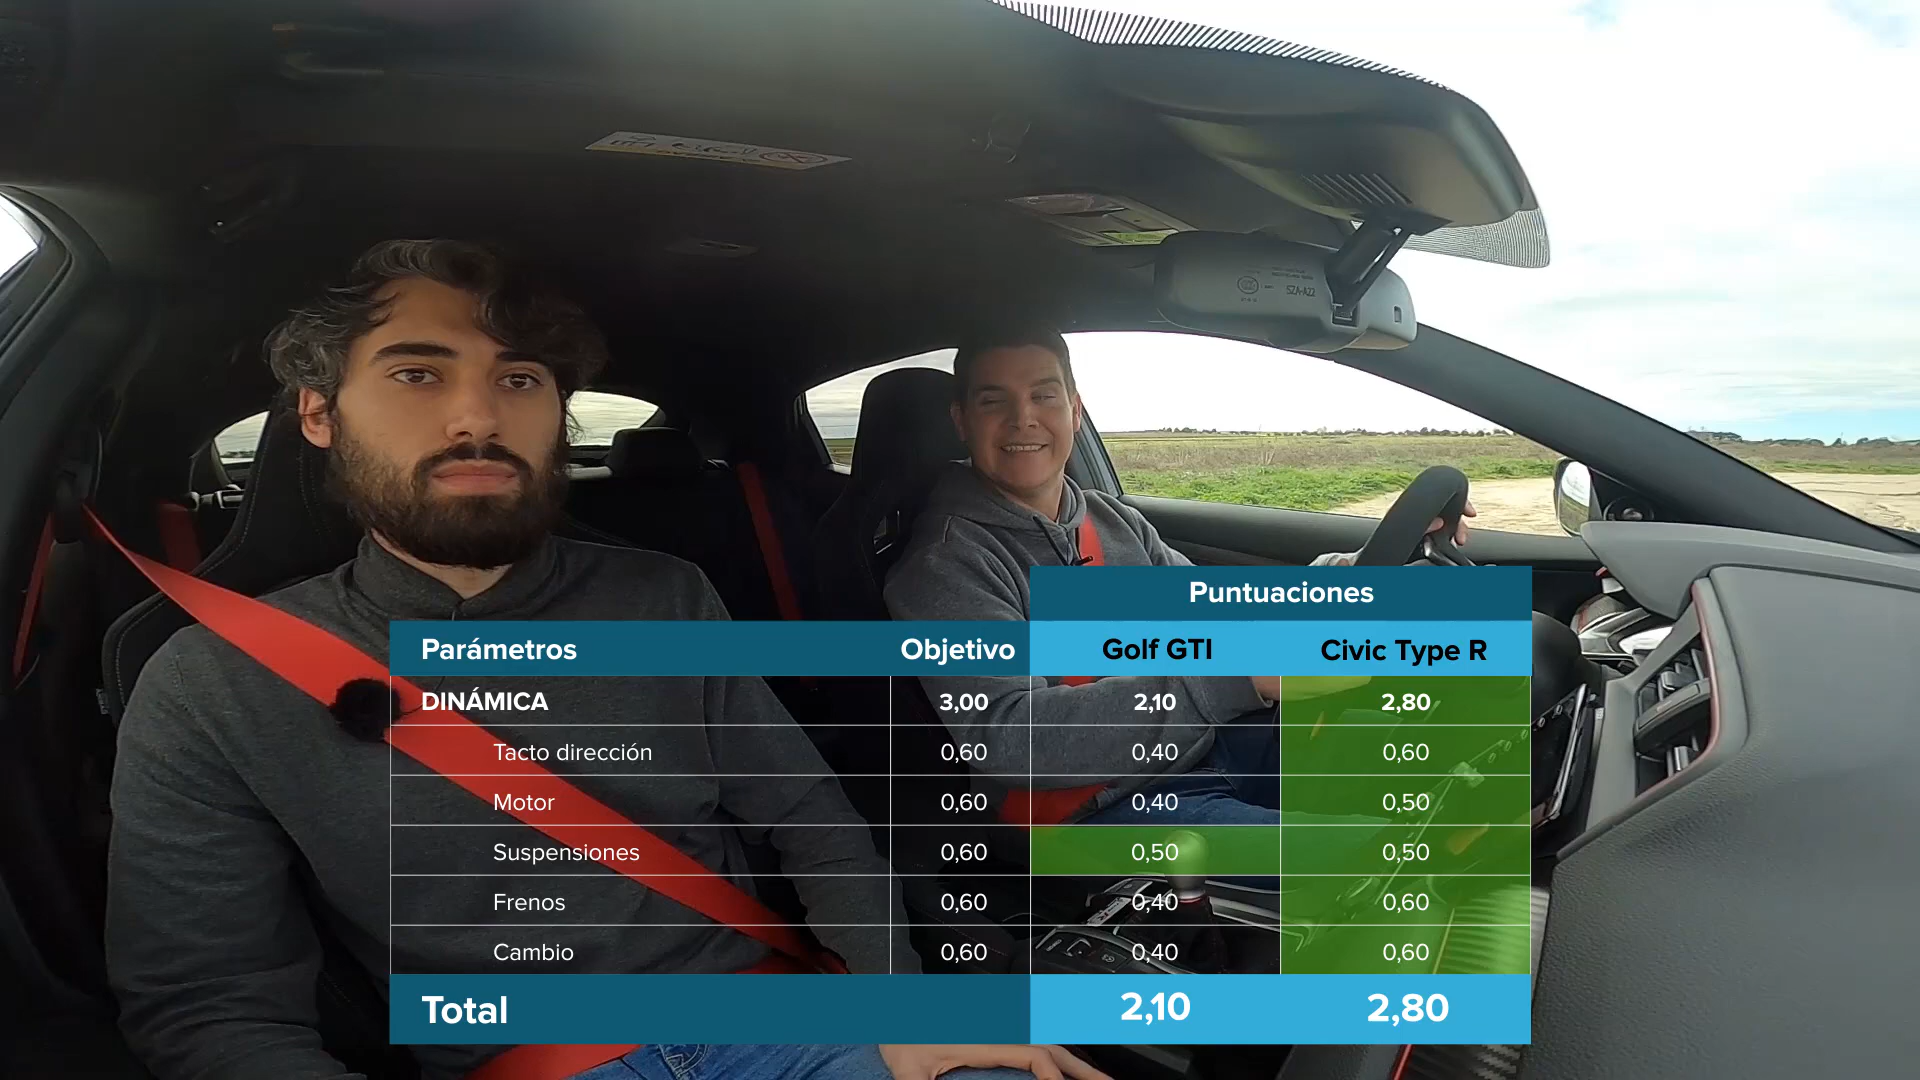 SZA-A22
Puntuaciones
Parámetros Objetivo Golf GTI Civic Type R
DINÁMICA 3,00 2,10 2,80
Tacto dirección 0,60 0,40 0,60
Motor 0,60 0,40 0,50
Suspensiones 0,60 0,50 0,50
Frenos 0,60 0,40 0,60
Cambio 0,60 0,40 0,60
Total 2,10 2,80